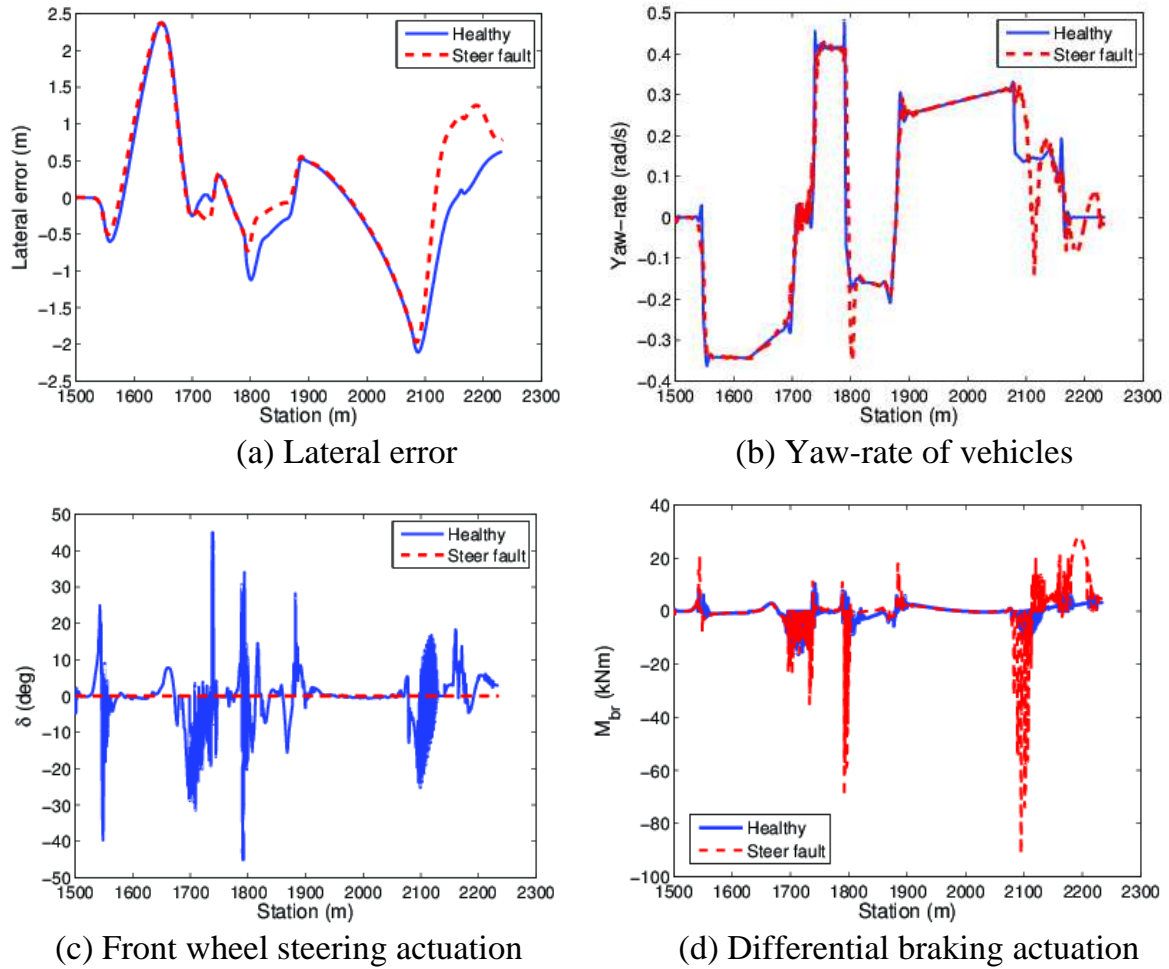 2.5
2
1.5
1
0.5
0
−0.5
−1
−1.5
−2
−2.5
Lateral error (m)
Healthy
Steer fault
1500 1600 1700 1800 1900 2000 2100 2200 2300
Station (m)
(a) Lateral error
0.5
0.4
0.3
0.2
0.1
0
−0.1
−0.2
−0.3
−0.4
Yaw−rate (rad/s)
Healthy
Steer fault
1500 1600 1700 1800 1900 2000 2100 2200 2300
Station (m)
(b) Yaw-rate of vehicles
50
40
30
20
10
0
−10
−20
−30
−40
−50
δ (deg)
Healthy
Steer fault
1500 1600 1700 1800 1900 2000 2100 2200 2300
Station (m)
(c) Front wheel steering actuation
40
20
0
−20
−40
−60
−80
−100
M_br (kNm)
Healthy
Steer fault
1500 1600 1700 1800 1900 2000 2100 2200 2300
Station (m)
(d) Differential braking actuation